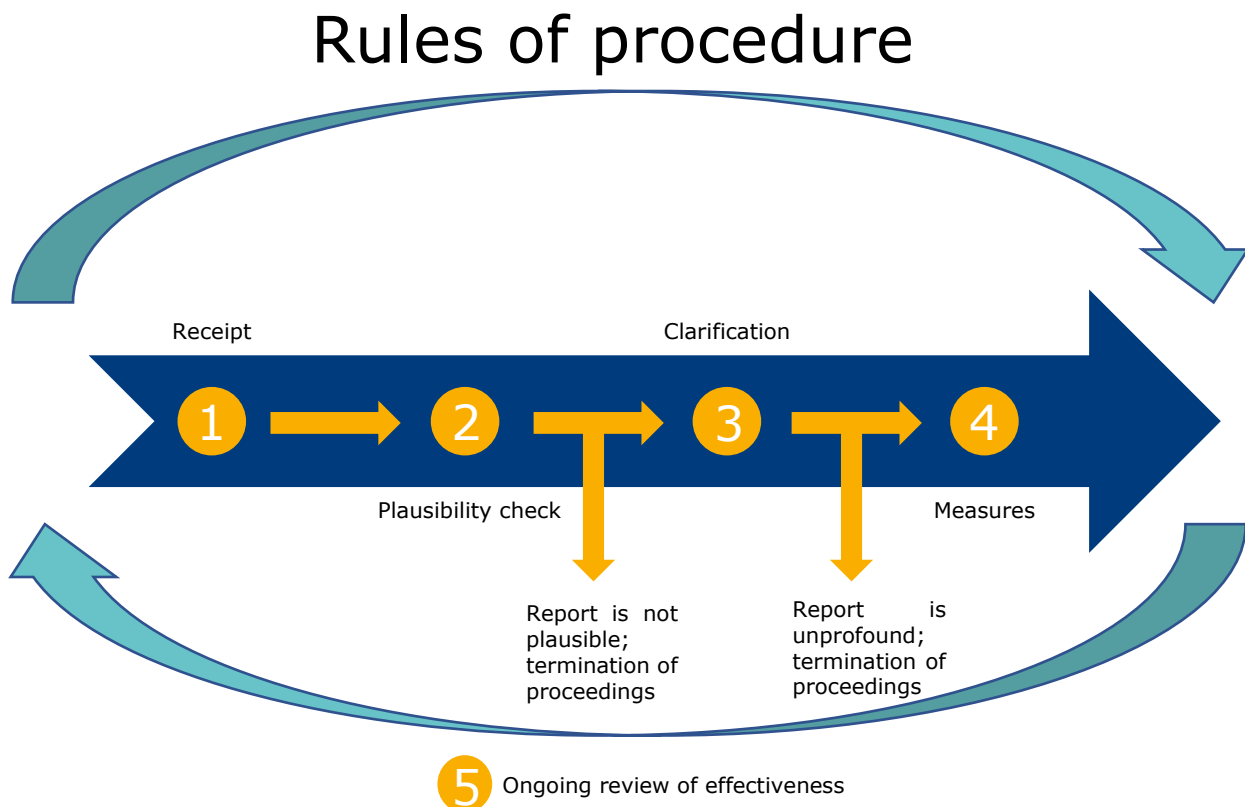 Rules of procedure
Receipt
Clarification
1
2
3
4
Plausibility check
Measures
Report is not
plausible;
termination of
proceedings
Report is
unprofound;
termination of
proceedings
5 Ongoing review of effectiveness